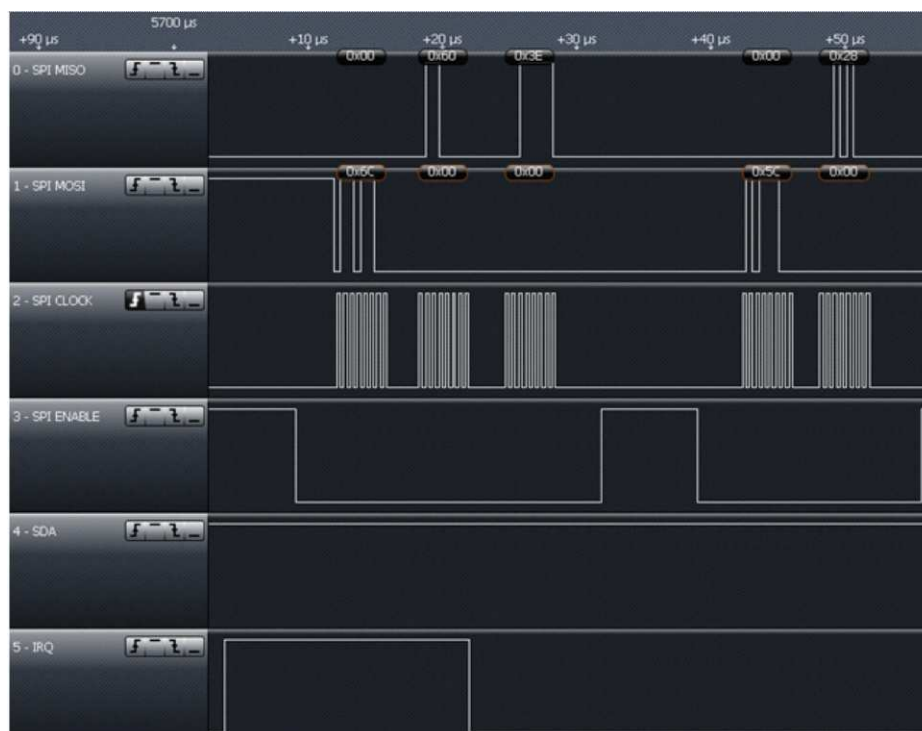 5700 µs
+90 µs +10 µs +20 µs +30 µs +40 µs +50 µs
0x00 0x60 0x3E 0x00 0x28
0 - SPI MISO
0x6C 0x00 0x00 0x5C 0x00
1 - SPI MOSI
2 - SPI CLOCK
3 - SPI ENABLE
4 - SDA
5 - IRQ